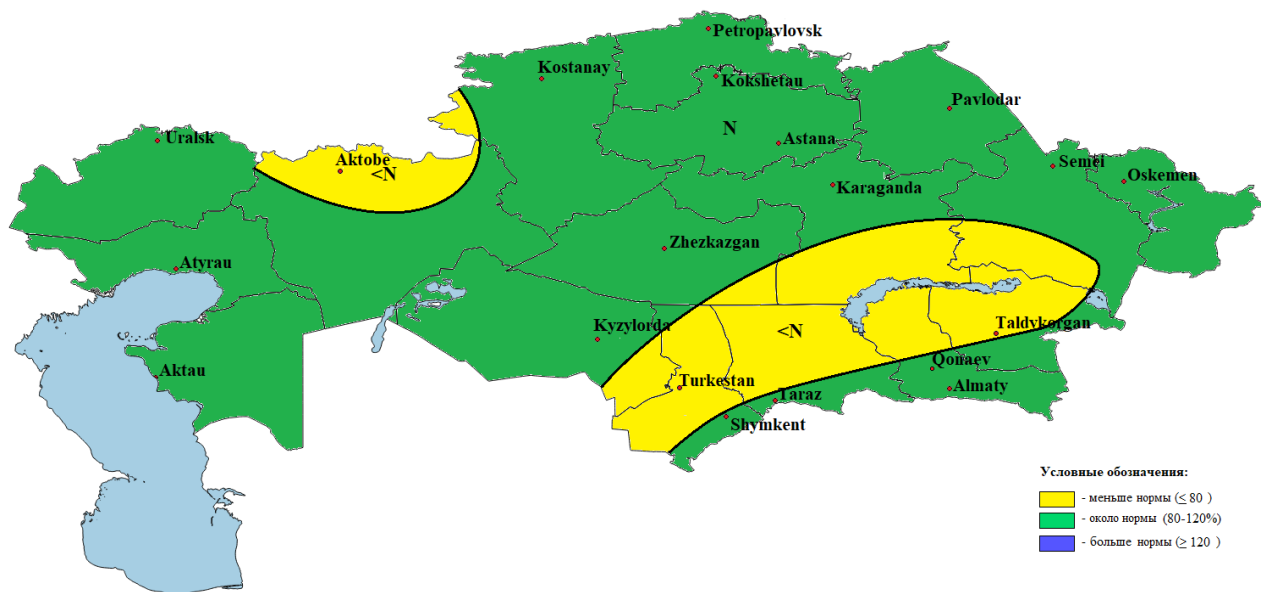 Petropavlovsk
Kostanay
Kokshetau
Pavlodar
N
Uralsk
Astana
Aktobe
<N
Semei
Oskemen
Karaganda
Zhezkazgan
Atyrau
Kyzylorda
<N
Taldykorgan
Qonaev
Aktau
Turkestan
Almaty
Taraz
Shymkent
Условные обозначения:
- меньше нормы (≤ 80 )
- около нормы (80-120%)
- больше нормы (≥ 120 )